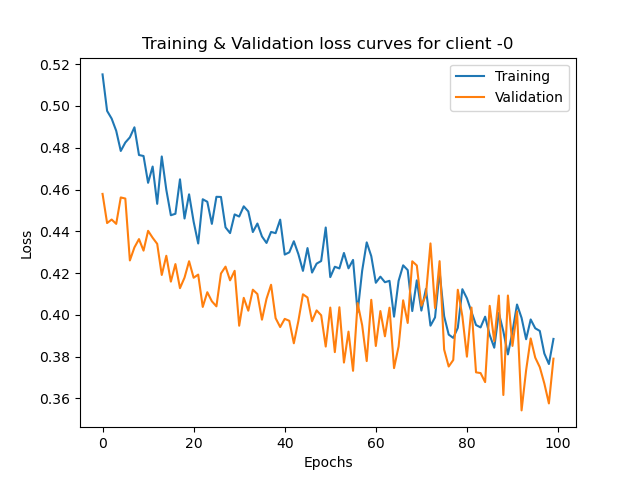 Training & Validation loss curves for client -0
Training
Validation
Loss
0.52
0.50
0.48
0.46
0.44
0.42
0.40
0.38
0.36
0 20 40 60 80 100
Epochs